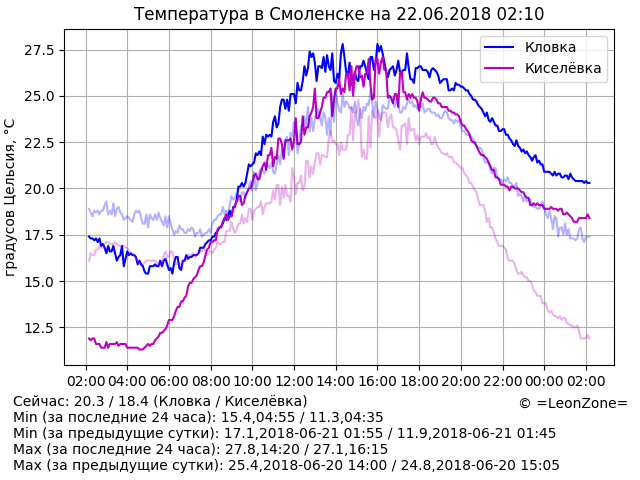 Температура в Смоленске на 22.06.2018 02:10
Кловка
Киселёвка
градусов Цельсия, °C
27.5
25.0
22.5
20.0
17.5
15.0
12.5
02:00 04:00 06:00 08:00 10:00 12:00 14:00 16:00 18:00 20:00 22:00 00:00 02:00
Сейчас: 20.3 / 18.4 (Кловка / Киселёвка)
© =LeonZone=
Min (за последние 24 часа): 15.4,04:55 / 11.3,04:35
Min (за предыдущие сутки): 17.1,2018-06-21 01:55 / 11.9,2018-06-21 01:45
Max (за последние 24 часа): 27.8,14:20 / 27.1,16:15
Max (за предыдущие сутки): 25.4,2018-06-20 14:00 / 24.8,2018-06-20 15:05